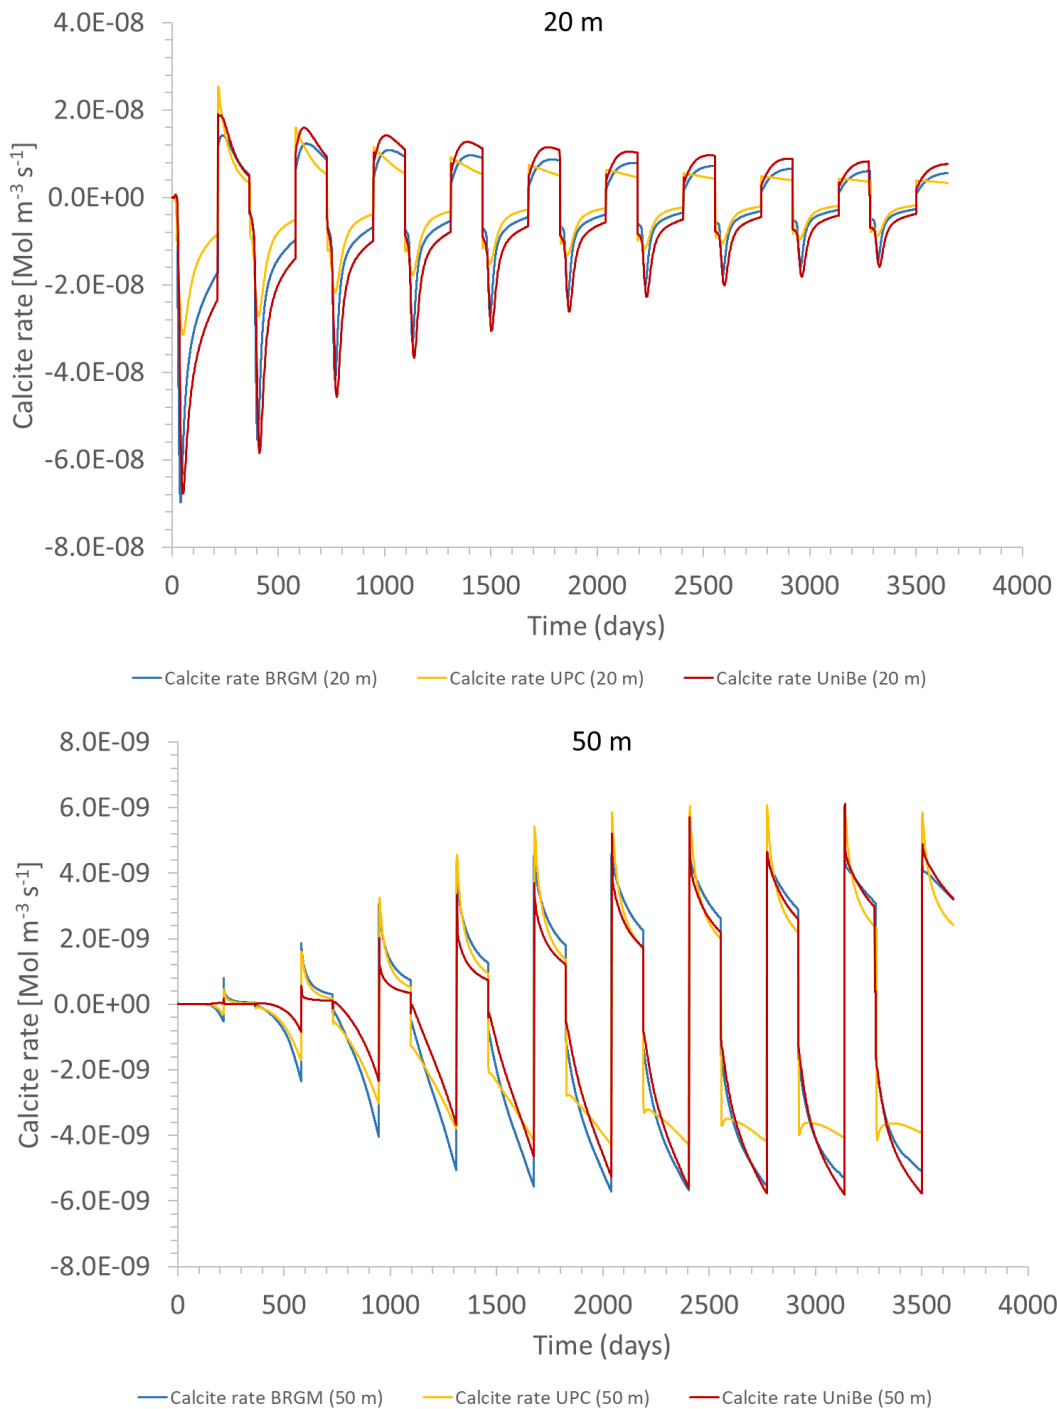 20 m
4.0E-08
2.0E-08
0.0E+00
-2.0E-08
-4.0E-08
-6.0E-08
-8.0E-08
Calcite rate [Mol m-3 s-1]
0 500 1000 1500 2000 2500 3000 3500 4000
Time (days)
Calcite rate BRGM (20 m) Calcite rate UPC (20 m) Calcite rate UniBe (20 m)
50 m
8.0E-09
6.0E-09
4.0E-09
2.0E-09
0.0E+00
-2.0E-09
-4.0E-09
-6.0E-09
-8.0E-09
Calcite rate [Mol m-3 s-1]
0 500 1000 1500 2000 2500 3000 3500 4000
Time (days)
Calcite rate BRGM (50 m) Calcite rate UPC (50 m) Calcite rate UniBe (50 m)